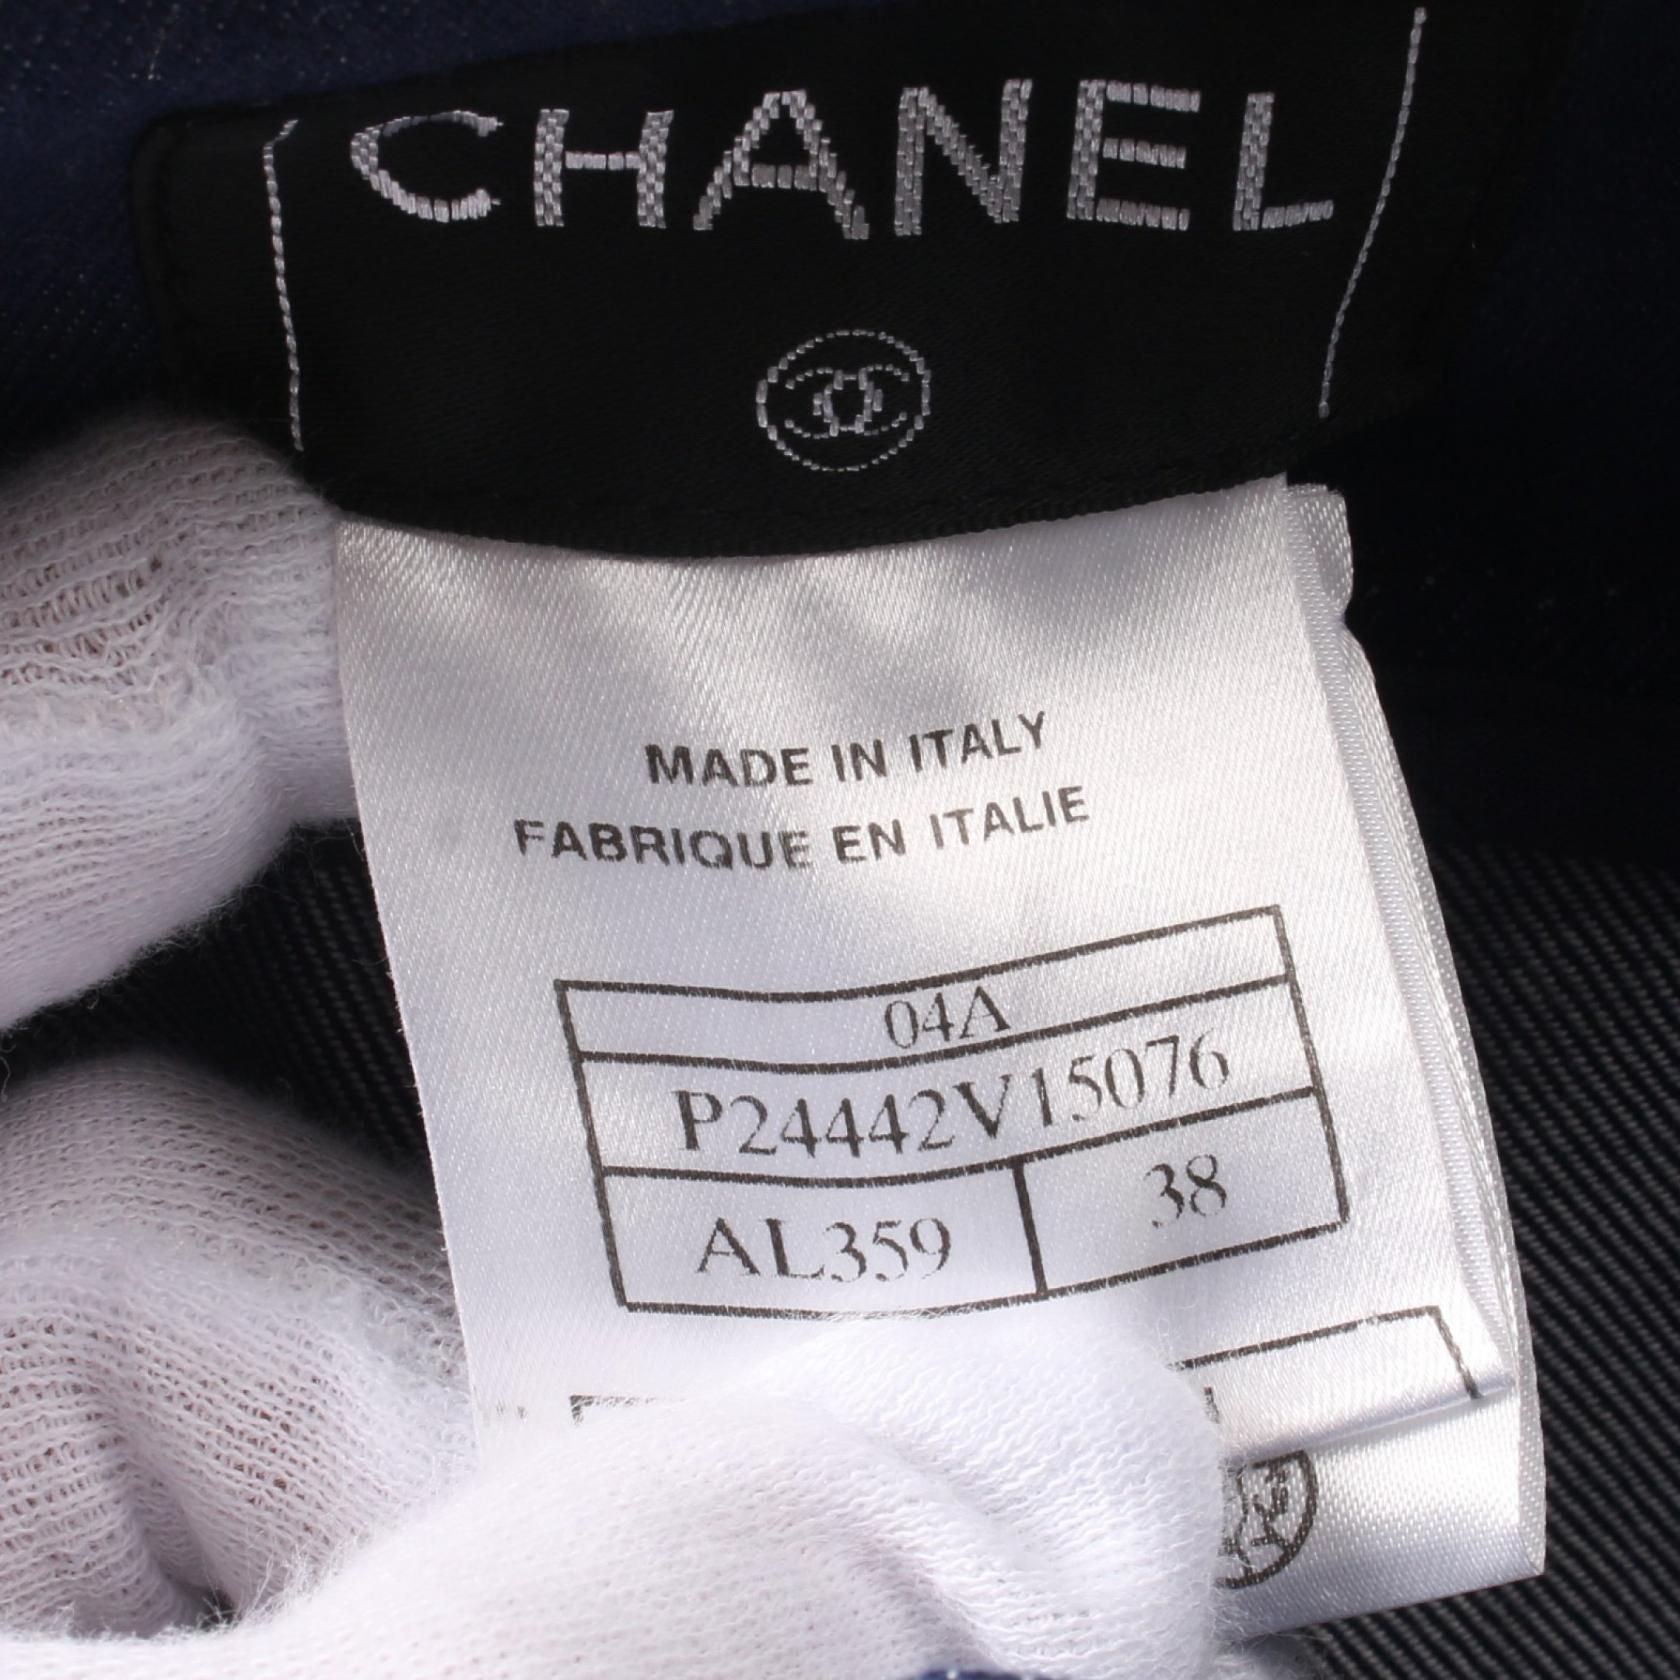 CHANEL
MADE IN ITALY
FABRIQUE EN ITALIE
04A
P24442V15076
AL359 38